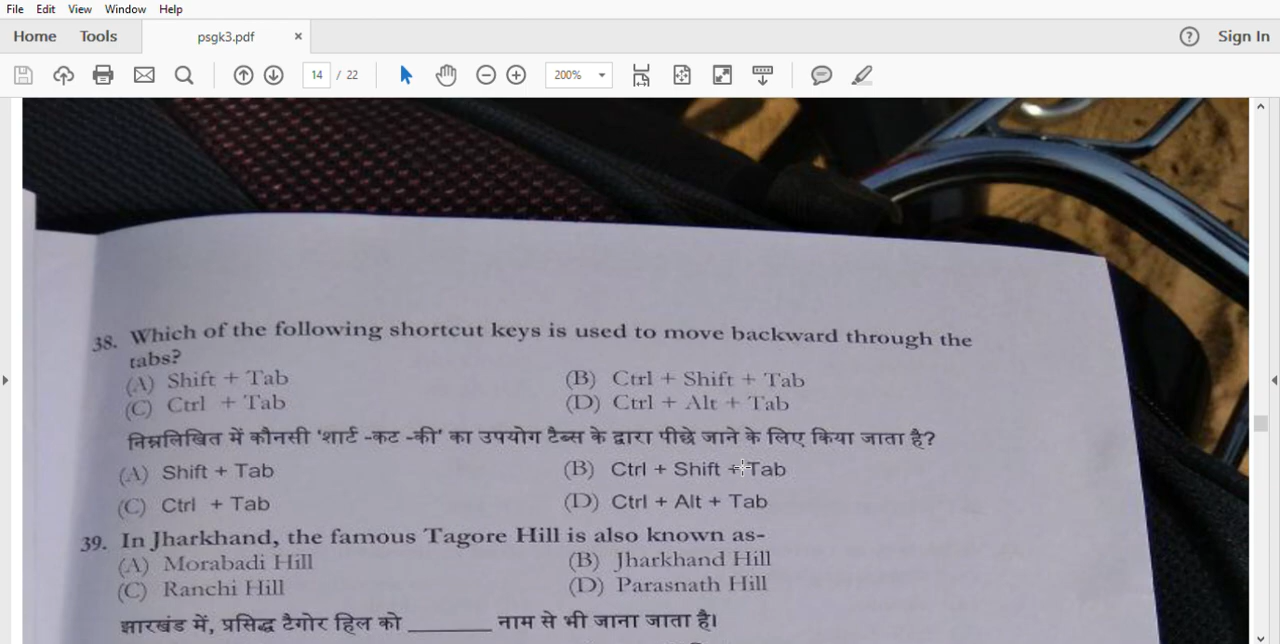 File Edit View Window Help
Home Tools psgk3.pdf × ? Sign In
14 / 22 200%
38. Which of the following shortcut keys is used to move backward through the
tabs?
(A) Shift + Tab (B) Ctrl + Shift + Tab
(C) Ctrl + Tab (D) Ctrl + Alt + Tab
निम्नलिखित में कौनसी 'शार्ट -कट -की' का उपयोग टैब्स के द्वारा पीछे जाने के लिए किया जाता है?
(A) Shift + Tab (B) Ctrl + Shift + Tab
(C) Ctrl + Tab (D) Ctrl + Alt + Tab
39. In Jharkhand, the famous Tagore Hill is also known as-
(A) Morabadi Hill (B) Jharkhand Hill
(C) Ranchi Hill (D) Parasnath Hill
झारखंड में, प्रसिद्ध टैगोर हिल को ________ नाम से भी जाना जाता है।